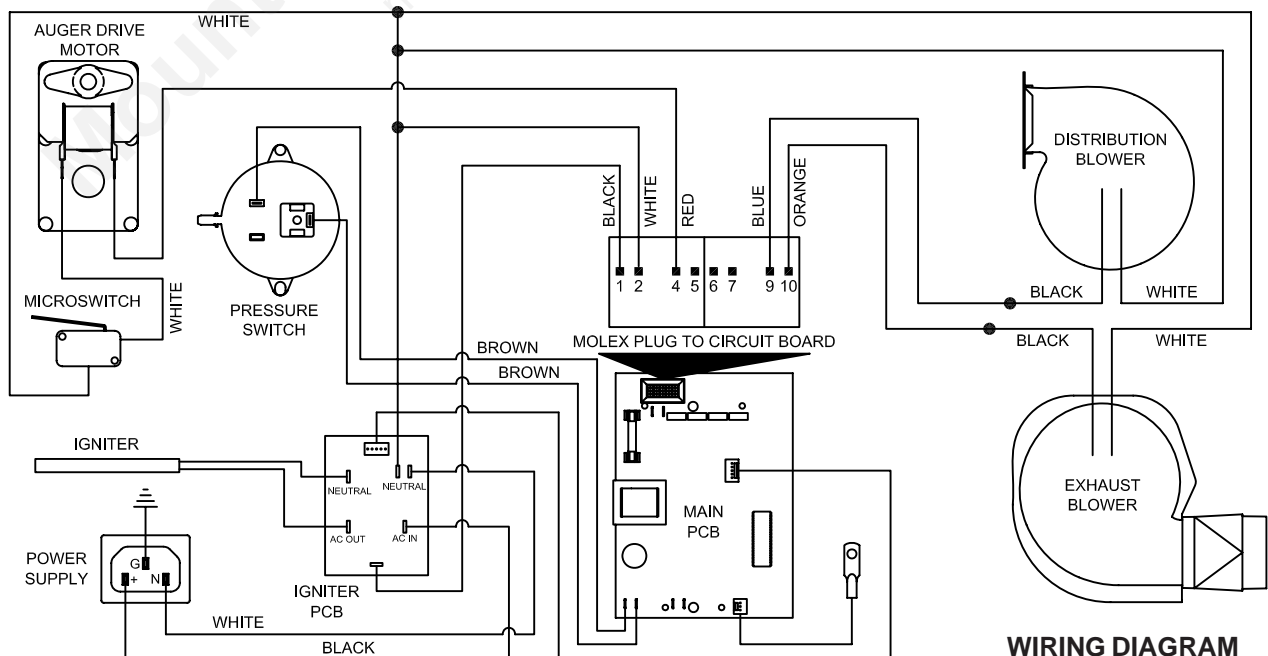 Moun
WHITE
AUGER DRIVE
MOTOR
MICROSWITCH
WHITE
PRESSURE
SWITCH
BROWN
BROWN
BLACK
WHITE
RED
BLUE
ORANGE
1 2 4 5 6 7 9 10
MOLEX PLUG TO CIRCUIT BOARD
DISTRIBUTION
BLOWER
BLACK
WHITE
BLACK
WHITE
EXHAUST
BLOWER
IGNITER
NEUTRAL
NEUTRAL
AC OUT
AC IN
IGNITER
PCB
MAIN
PCB
POWER
SUPPLY
G
+ N
WHITE
BLACK
WIRING DIAGRAM